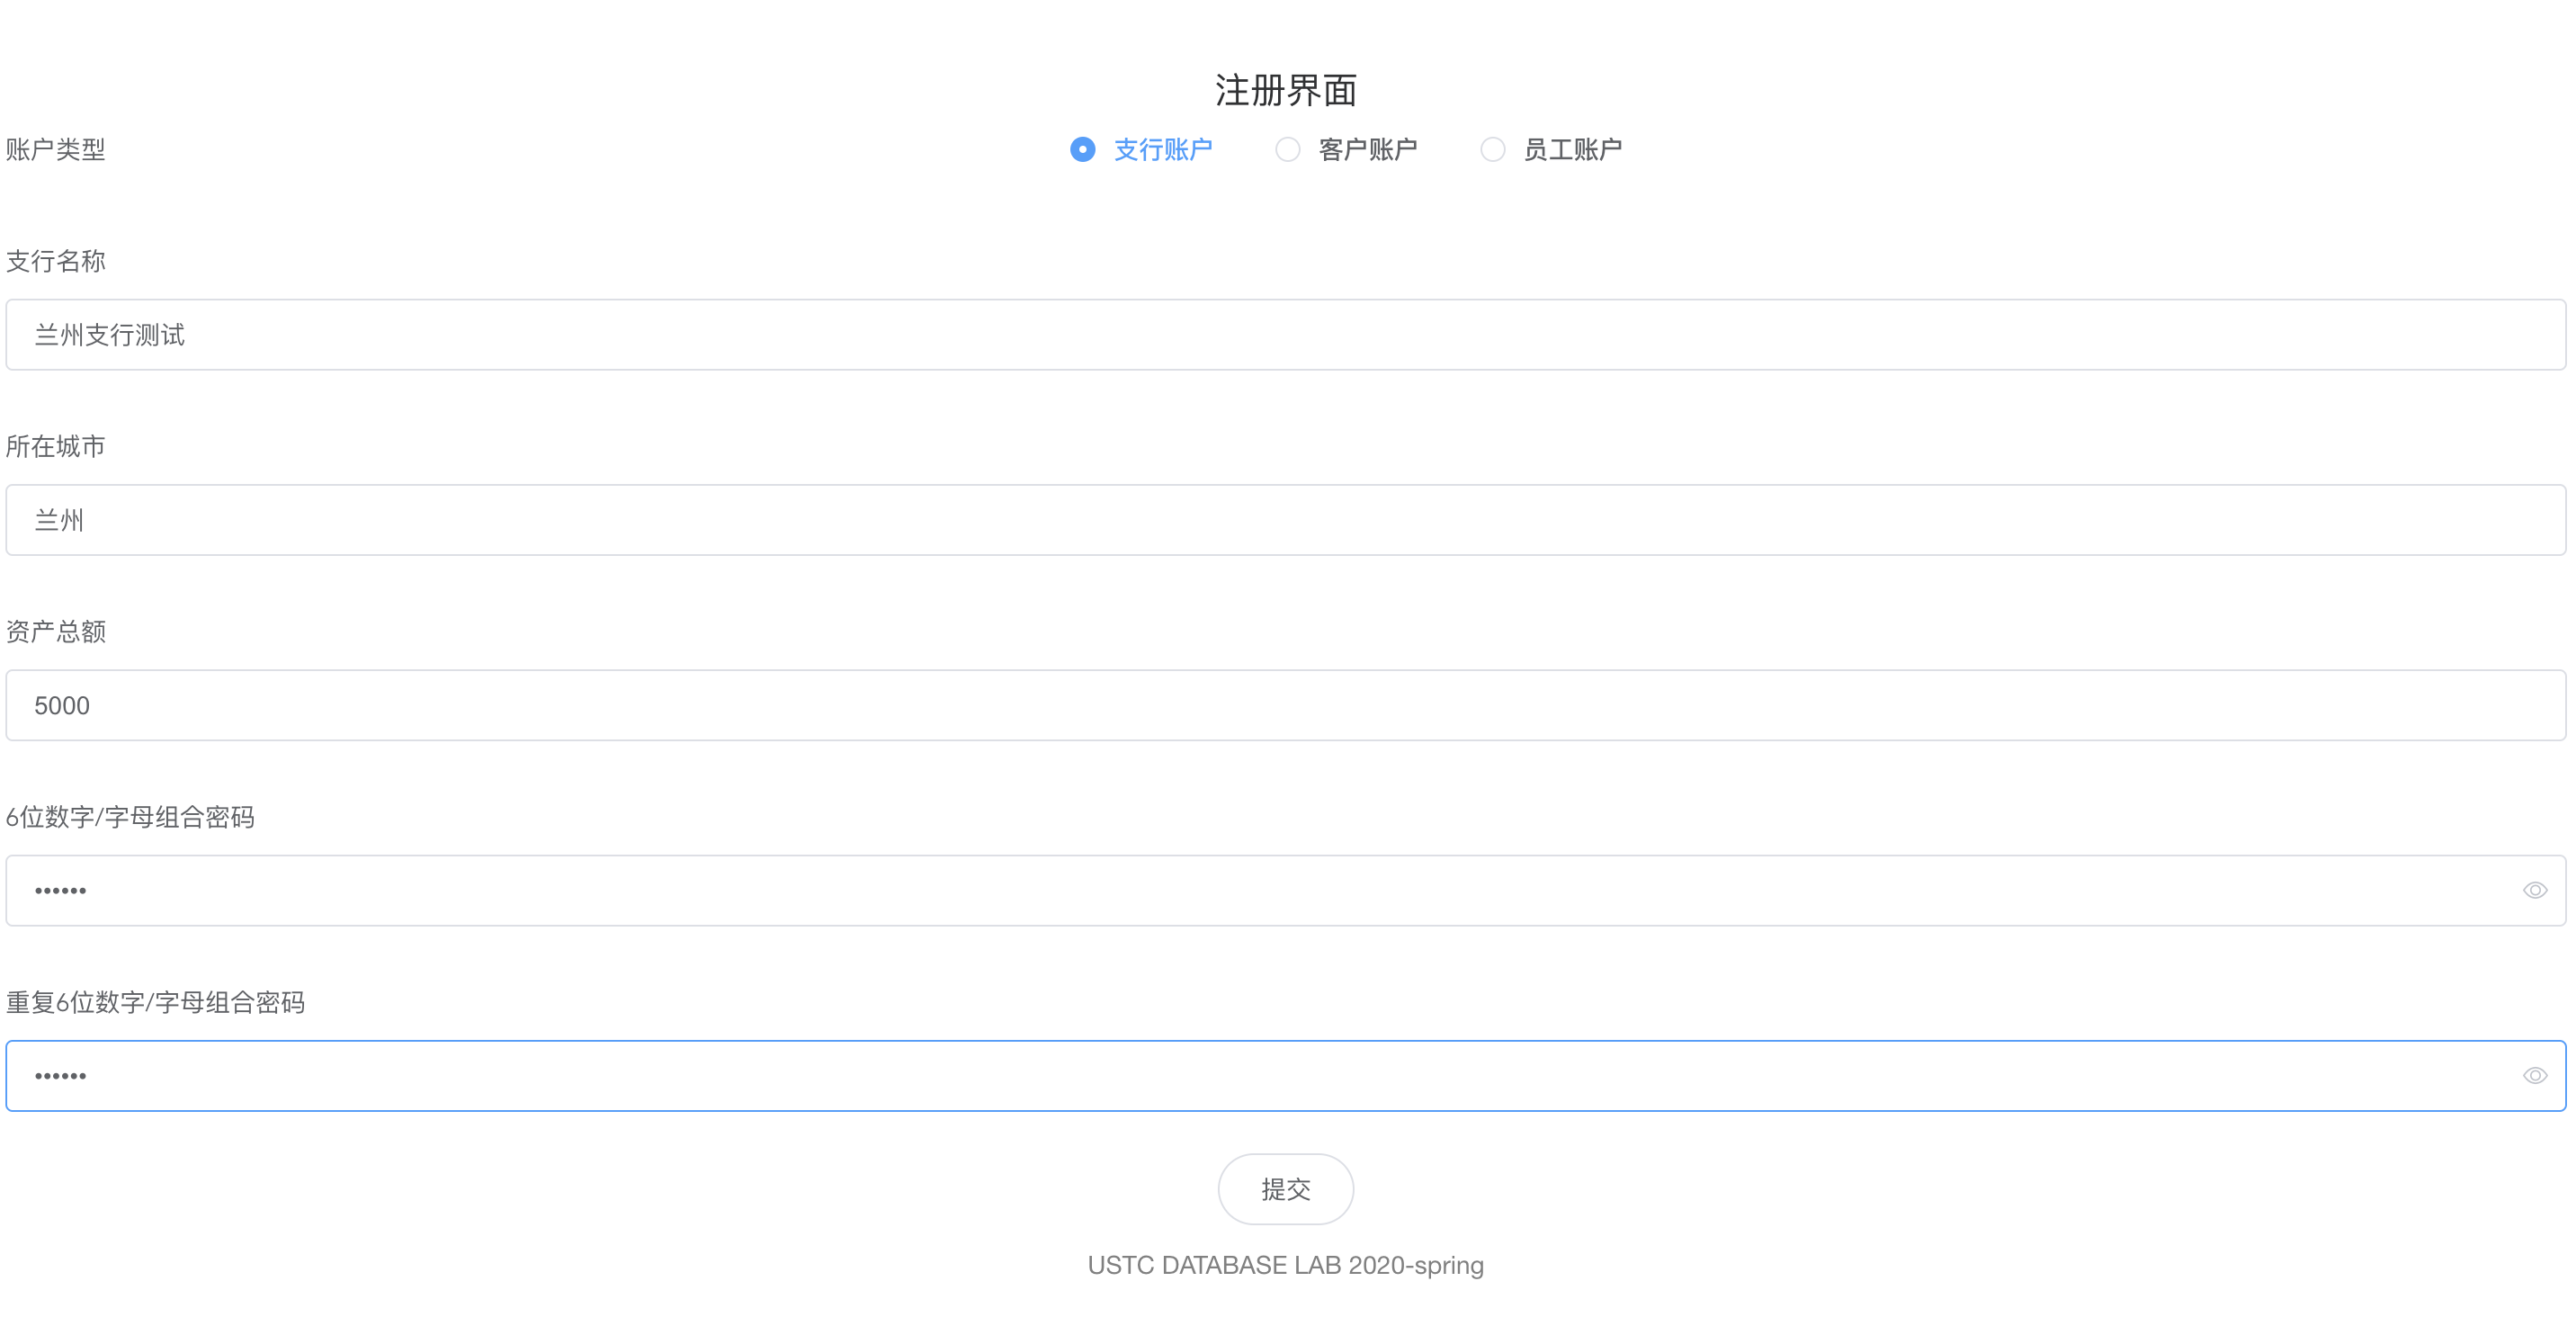 注册界面
账户类型 支行账户 客户账户 员工账户
支行名称
兰州支行测试
所在城市
兰州
资产总额
5000
6位数字/字母组合密码
••••••
重复6位数字/字母组合密码
••••••
提交
USTC DATABASE LAB 2020-spring